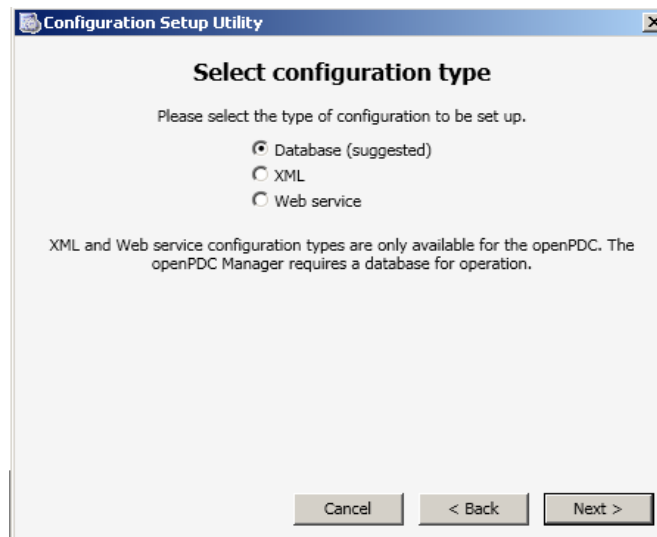 Configuration Setup Utility
Select configuration type
Please select the type of configuration to be set up.
Database (suggested)
XML
Web service
XML and Web service configuration types are only available for the openPDC. The
openPDC Manager requires a database for operation.
Cancel
< Back
Next >